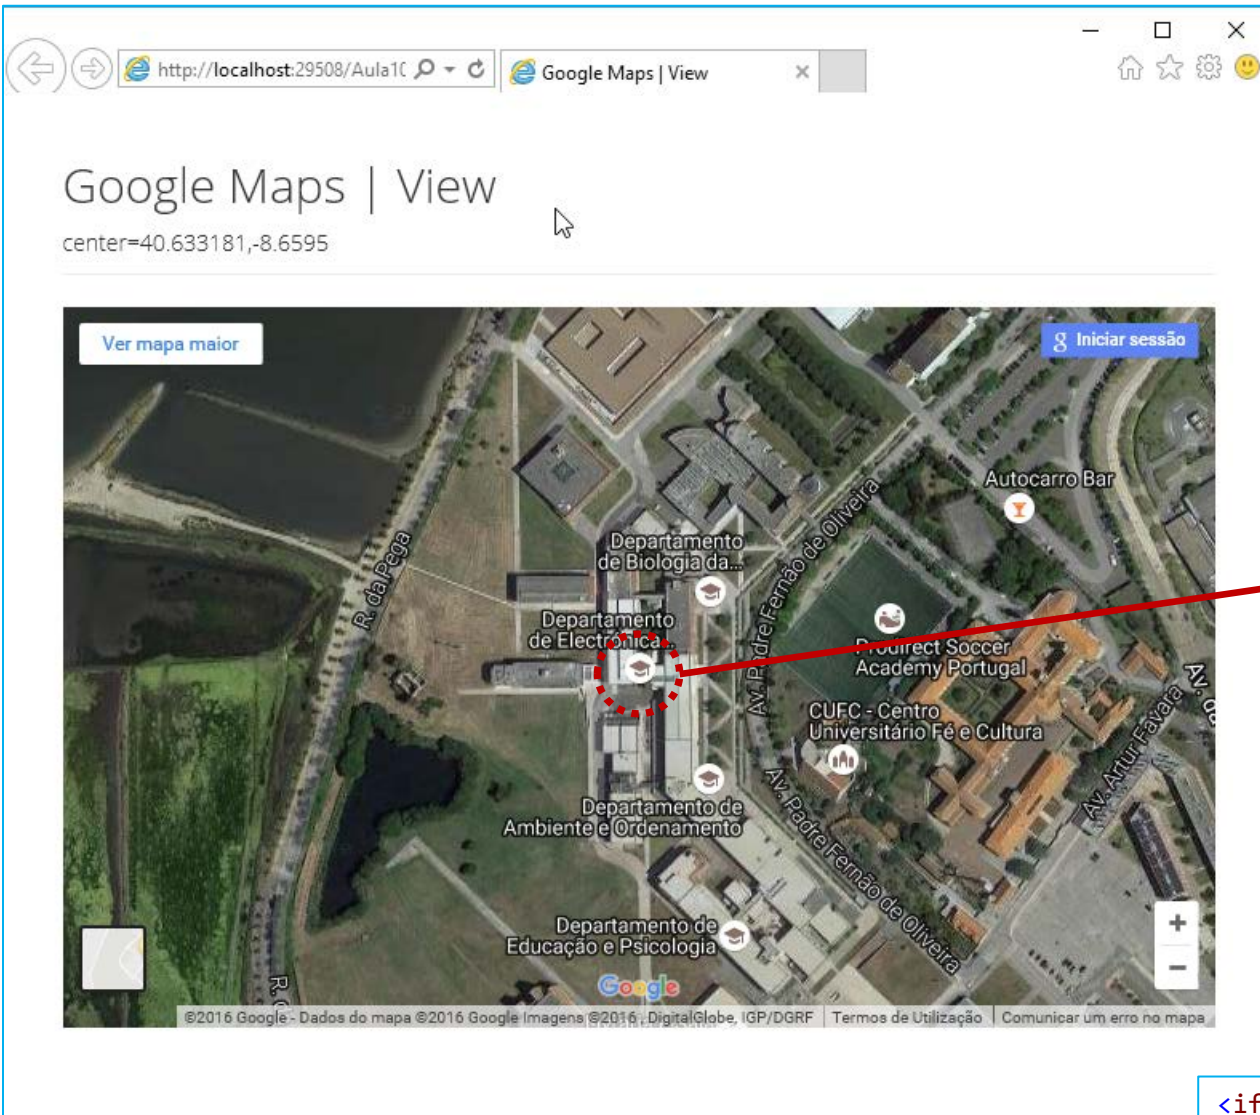 http://localhost:29508/Aula10
Google Maps | View
Google Maps | View
center=40.633181,-8.6595
Ver mapa maior
g Iniciar sessão
Autocarro Bar
Departamento
de Biologia da...
R. da Pega
Av. Padre Fernão de Oliveira
Departamento
de Electrónica...
Prodirect Soccer
Academy Portugal
CUFC - Centro
Universitário Fé e Cultura
Av. Artur Favara
Departamento de
Ambiente e Ordenamento
Av. Padre Fernão de Oliveira
Departamento de
Educação e Psicologia
+
-
Google
©2016 Google - Dados do mapa ©2016 Google Imagens ©2016 , DigitalGlobe, IGP/DGRF
Termos de Utilização
Comunicar um erro no mapa
<if